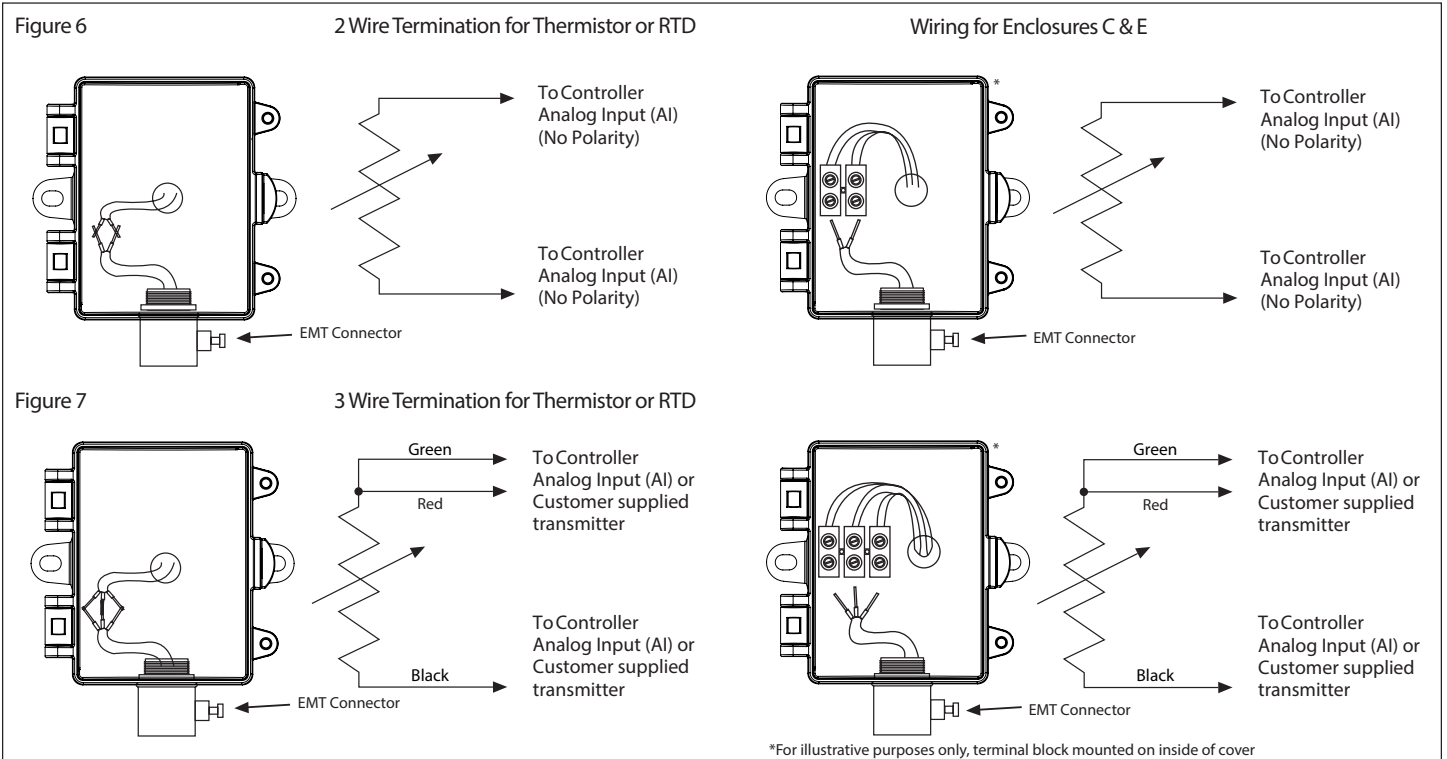 Figure 6
2 Wire Termination for Thermistor or RTD
Wiring for Enclosures C & E
To Controller
Analog Input (AI)
(No Polarity)
To Controller
Analog Input (AI)
(No Polarity)
EMT Connector
*
To Controller
Analog Input (AI)
(No Polarity)
To Controller
Analog Input (AI)
(No Polarity)
EMT Connector
Figure 7
3 Wire Termination for Thermistor or RTD
Green
Red
To Controller
Analog Input (AI) or
Customer supplied
transmitter
Black
To Controller
Analog Input (AI) or
Customer supplied
transmitter
EMT Connector
*
Green
Red
To Controller
Analog Input (AI) or
Customer supplied
transmitter
Black
To Controller
Analog Input (AI) or
Customer supplied
transmitter
EMT Connector
*For illustrative purposes only, terminal block mounted on inside of cover